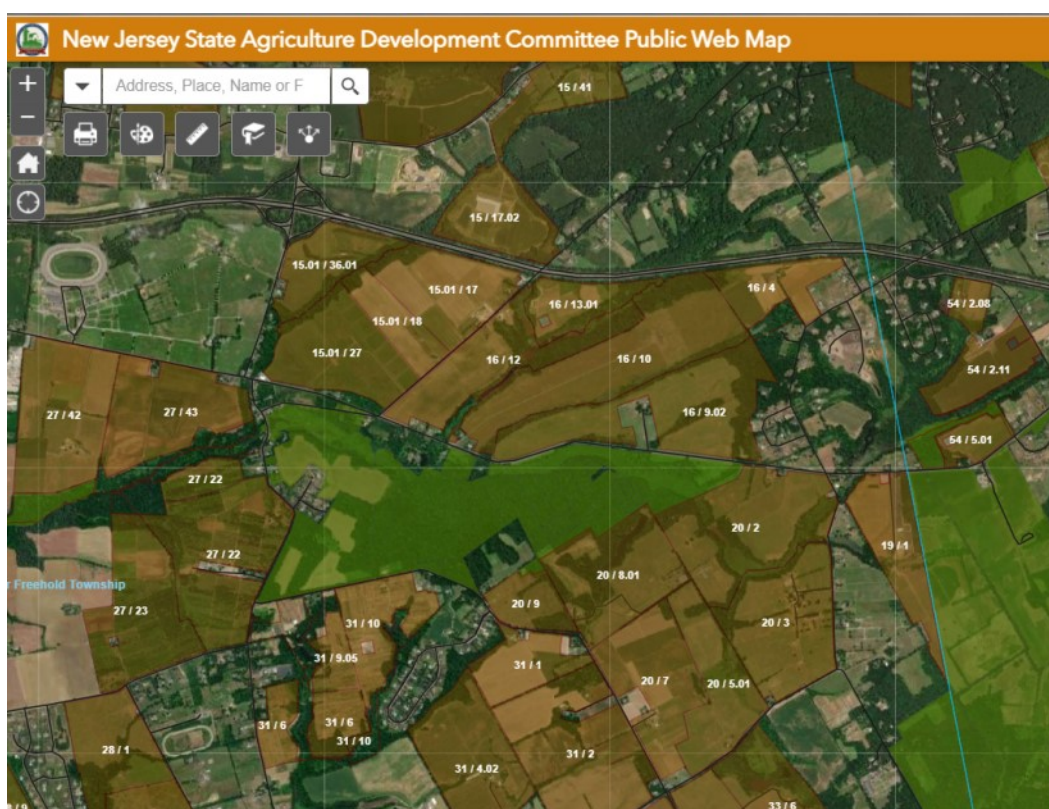 New Jersey State Agriculture Development Committee Public Web Map
+
Address, Place, Name or F
−
15 / 41
15 / 17.02
15.01 / 36.01
15.01 / 17
16 / 4
16 / 13.01
54 / 2.08
15.01 / 18
15.01 / 27
16 / 12
16 / 10
54 / 2.11
27 / 42
27 / 43
16 / 9.02
54 / 5.01
27 / 22
20 / 2
19 / 1
27 / 22
20 / 8.01
r Freehold Township
27 / 23
20 / 9
31 / 10
20 / 3
31 / 9.05
31 / 1
20 / 7
20 / 5.01
31 / 6
31 / 6
31 / 10
28 / 1
31 / 2
31 / 4.02
33 / 6